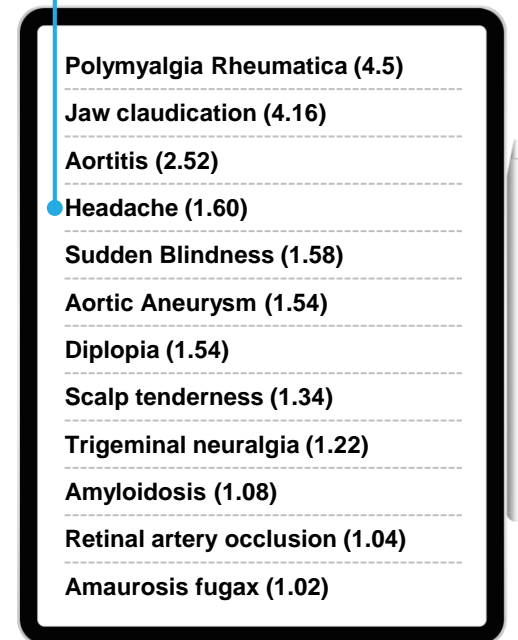 Polymyalgia Rheumatica (4.5)
Jaw claudication (4.16)
Aortitis (2.52)
Headache (1.60)
Sudden Blindness (1.58)
Aortic Aneurysm (1.54)
Diplopia (1.54)
Scalp tenderness (1.34)
Trigeminal neuralgia (1.22)
Amyloidosis (1.08)
Retinal artery occlusion (1.04)
Amaurosis fugax (1.02)